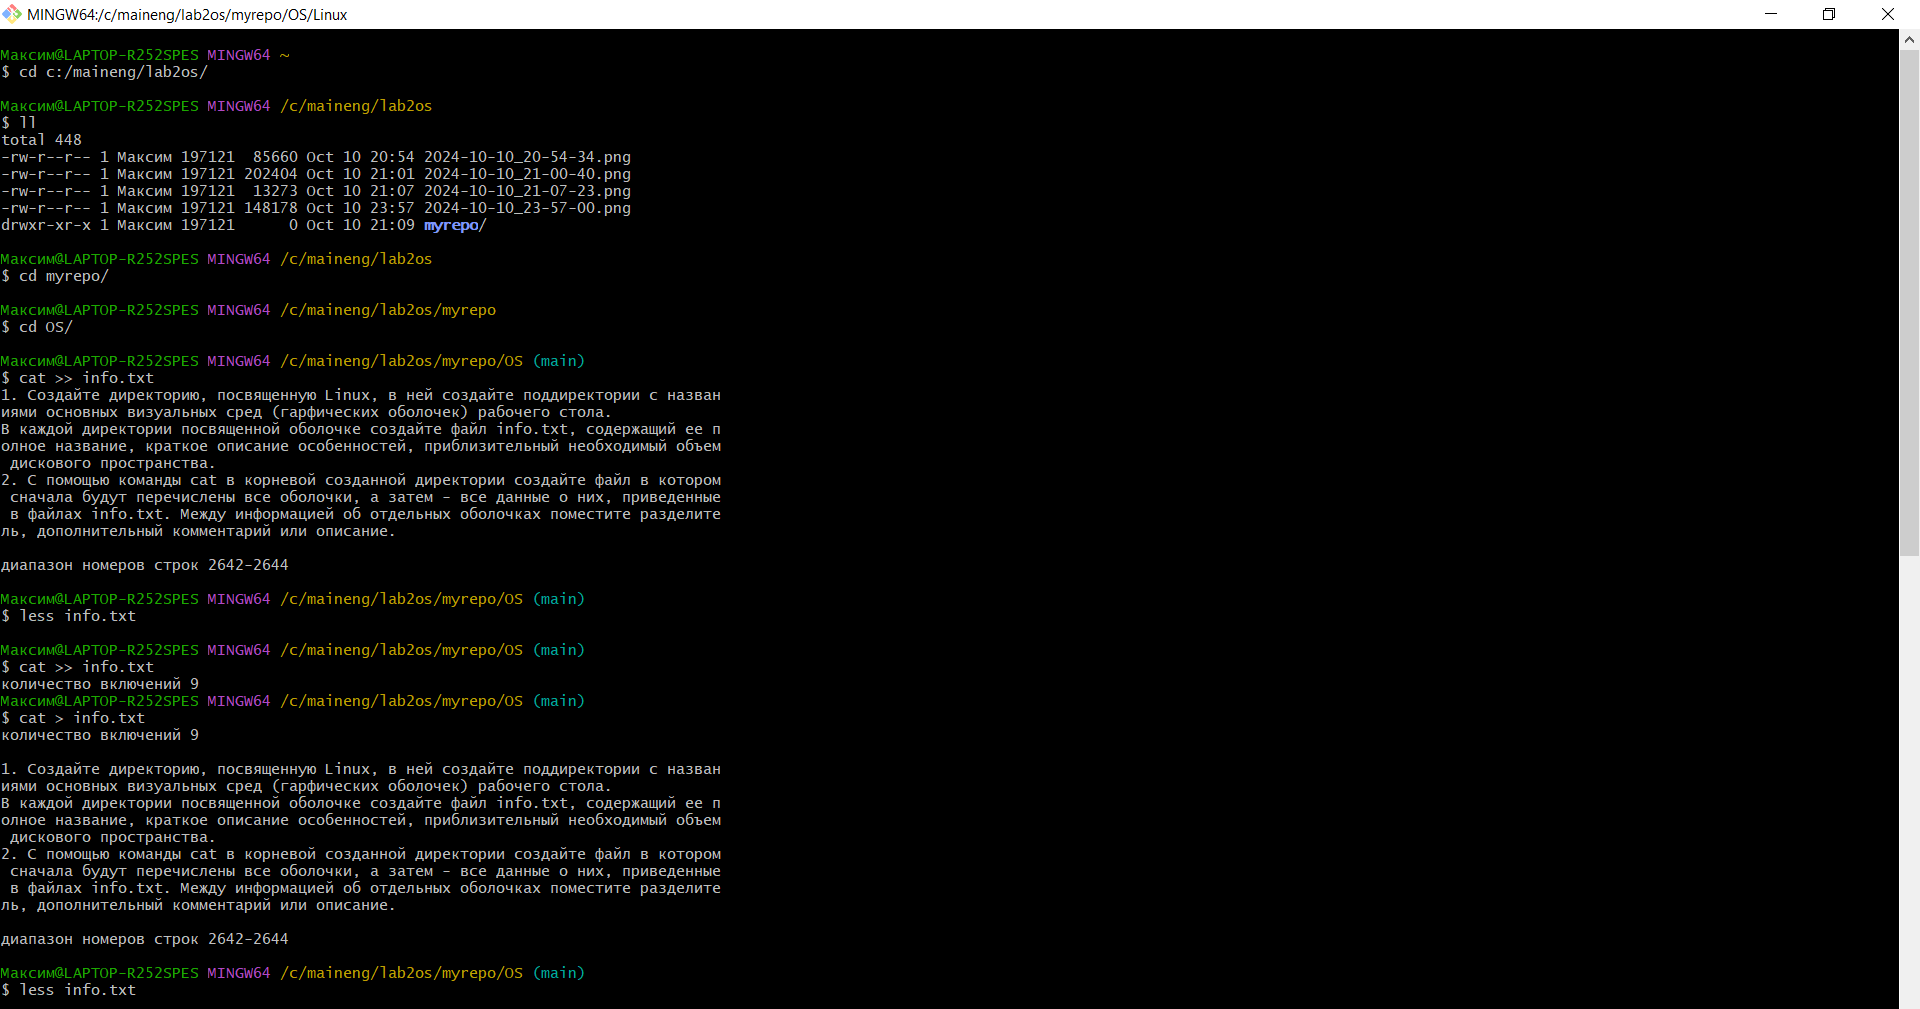 MINGW64:/c/maineng/lab2os/myrepo/OS/Linux
Максим@LAPTOP-R252SPES MINGW64 ~
$ cd c:/maineng/lab2os/
Максим@LAPTOP-R252SPES MINGW64 /c/maineng/lab2os
$ ll
total 448
-rw-r--r-- 1 Максим 197121  85660 Oct 10 20:54 2024-10-10_20-54-34.png
-rw-r--r-- 1 Максим 197121 202404 Oct 10 21:01 2024-10-10_21-00-40.png
-rw-r--r-- 1 Максим 197121  13273 Oct 10 21:07 2024-10-10_21-07-23.png
-rw-r--r-- 1 Максим 197121 148178 Oct 10 23:57 2024-10-10_23-57-00.png
drwxr-xr-x 1 Максим 197121      0 Oct 10 21:09 myrepo/
Максим@LAPTOP-R252SPES MINGW64 /c/maineng/lab2os
$ cd myrepo/
Максим@LAPTOP-R252SPES MINGW64 /c/maineng/lab2os/myrepo
$ cd OS/
Максим@LAPTOP-R252SPES MINGW64 /c/maineng/lab2os/myrepo/OS (main)
$ cat >> info.txt
1. Создайте директорию, посвященную Linux, в ней создайте поддиректории с назван
иями основных визуальных сред (гарфических оболочек) рабочего стола.
В каждой директории посвященной оболочке создайте файл info.txt, содержащий ее п
олное название, краткое описание особенностей, приблизительный необходимый объем
 дискового пространства.
2. С помощью команды cat в корневой созданной директории создайте файл в котором
 сначала будут перечислены все оболочки, а затем - все данные о них, приведенные
 в файлах info.txt. Между информацией об отдельных оболочках поместите разделите
ль, дополнительный комментарий или описание.
диапазон номеров строк 2642-2644
Максим@LAPTOP-R252SPES MINGW64 /c/maineng/lab2os/myrepo/OS (main)
$ less info.txt
Максим@LAPTOP-R252SPES MINGW64 /c/maineng/lab2os/myrepo/OS (main)
$ cat >> info.txt
количество включений 9
Максим@LAPTOP-R252SPES MINGW64 /c/maineng/lab2os/myrepo/OS (main)
$ cat > info.txt
количество включений 9
1. Создайте директорию, посвященную Linux, в ней создайте поддиректории с назван
иями основных визуальных сред (гарфических оболочек) рабочего стола.
В каждой директории посвященной оболочке создайте файл info.txt, содержащий ее п
олное название, краткое описание особенностей, приблизительный необходимый объем
 дискового пространства.
2. С помощью команды cat в корневой созданной директории создайте файл в котором
 сначала будут перечислены все оболочки, а затем - все данные о них, приведенные
 в файлах info.txt. Между информацией об отдельных оболочках поместите разделите
ль, дополнительный комментарий или описание.
диапазон номеров строк 2642-2644
Максим@LAPTOP-R252SPES MINGW64 /c/maineng/lab2os/myrepo/OS (main)
$ less info.txt